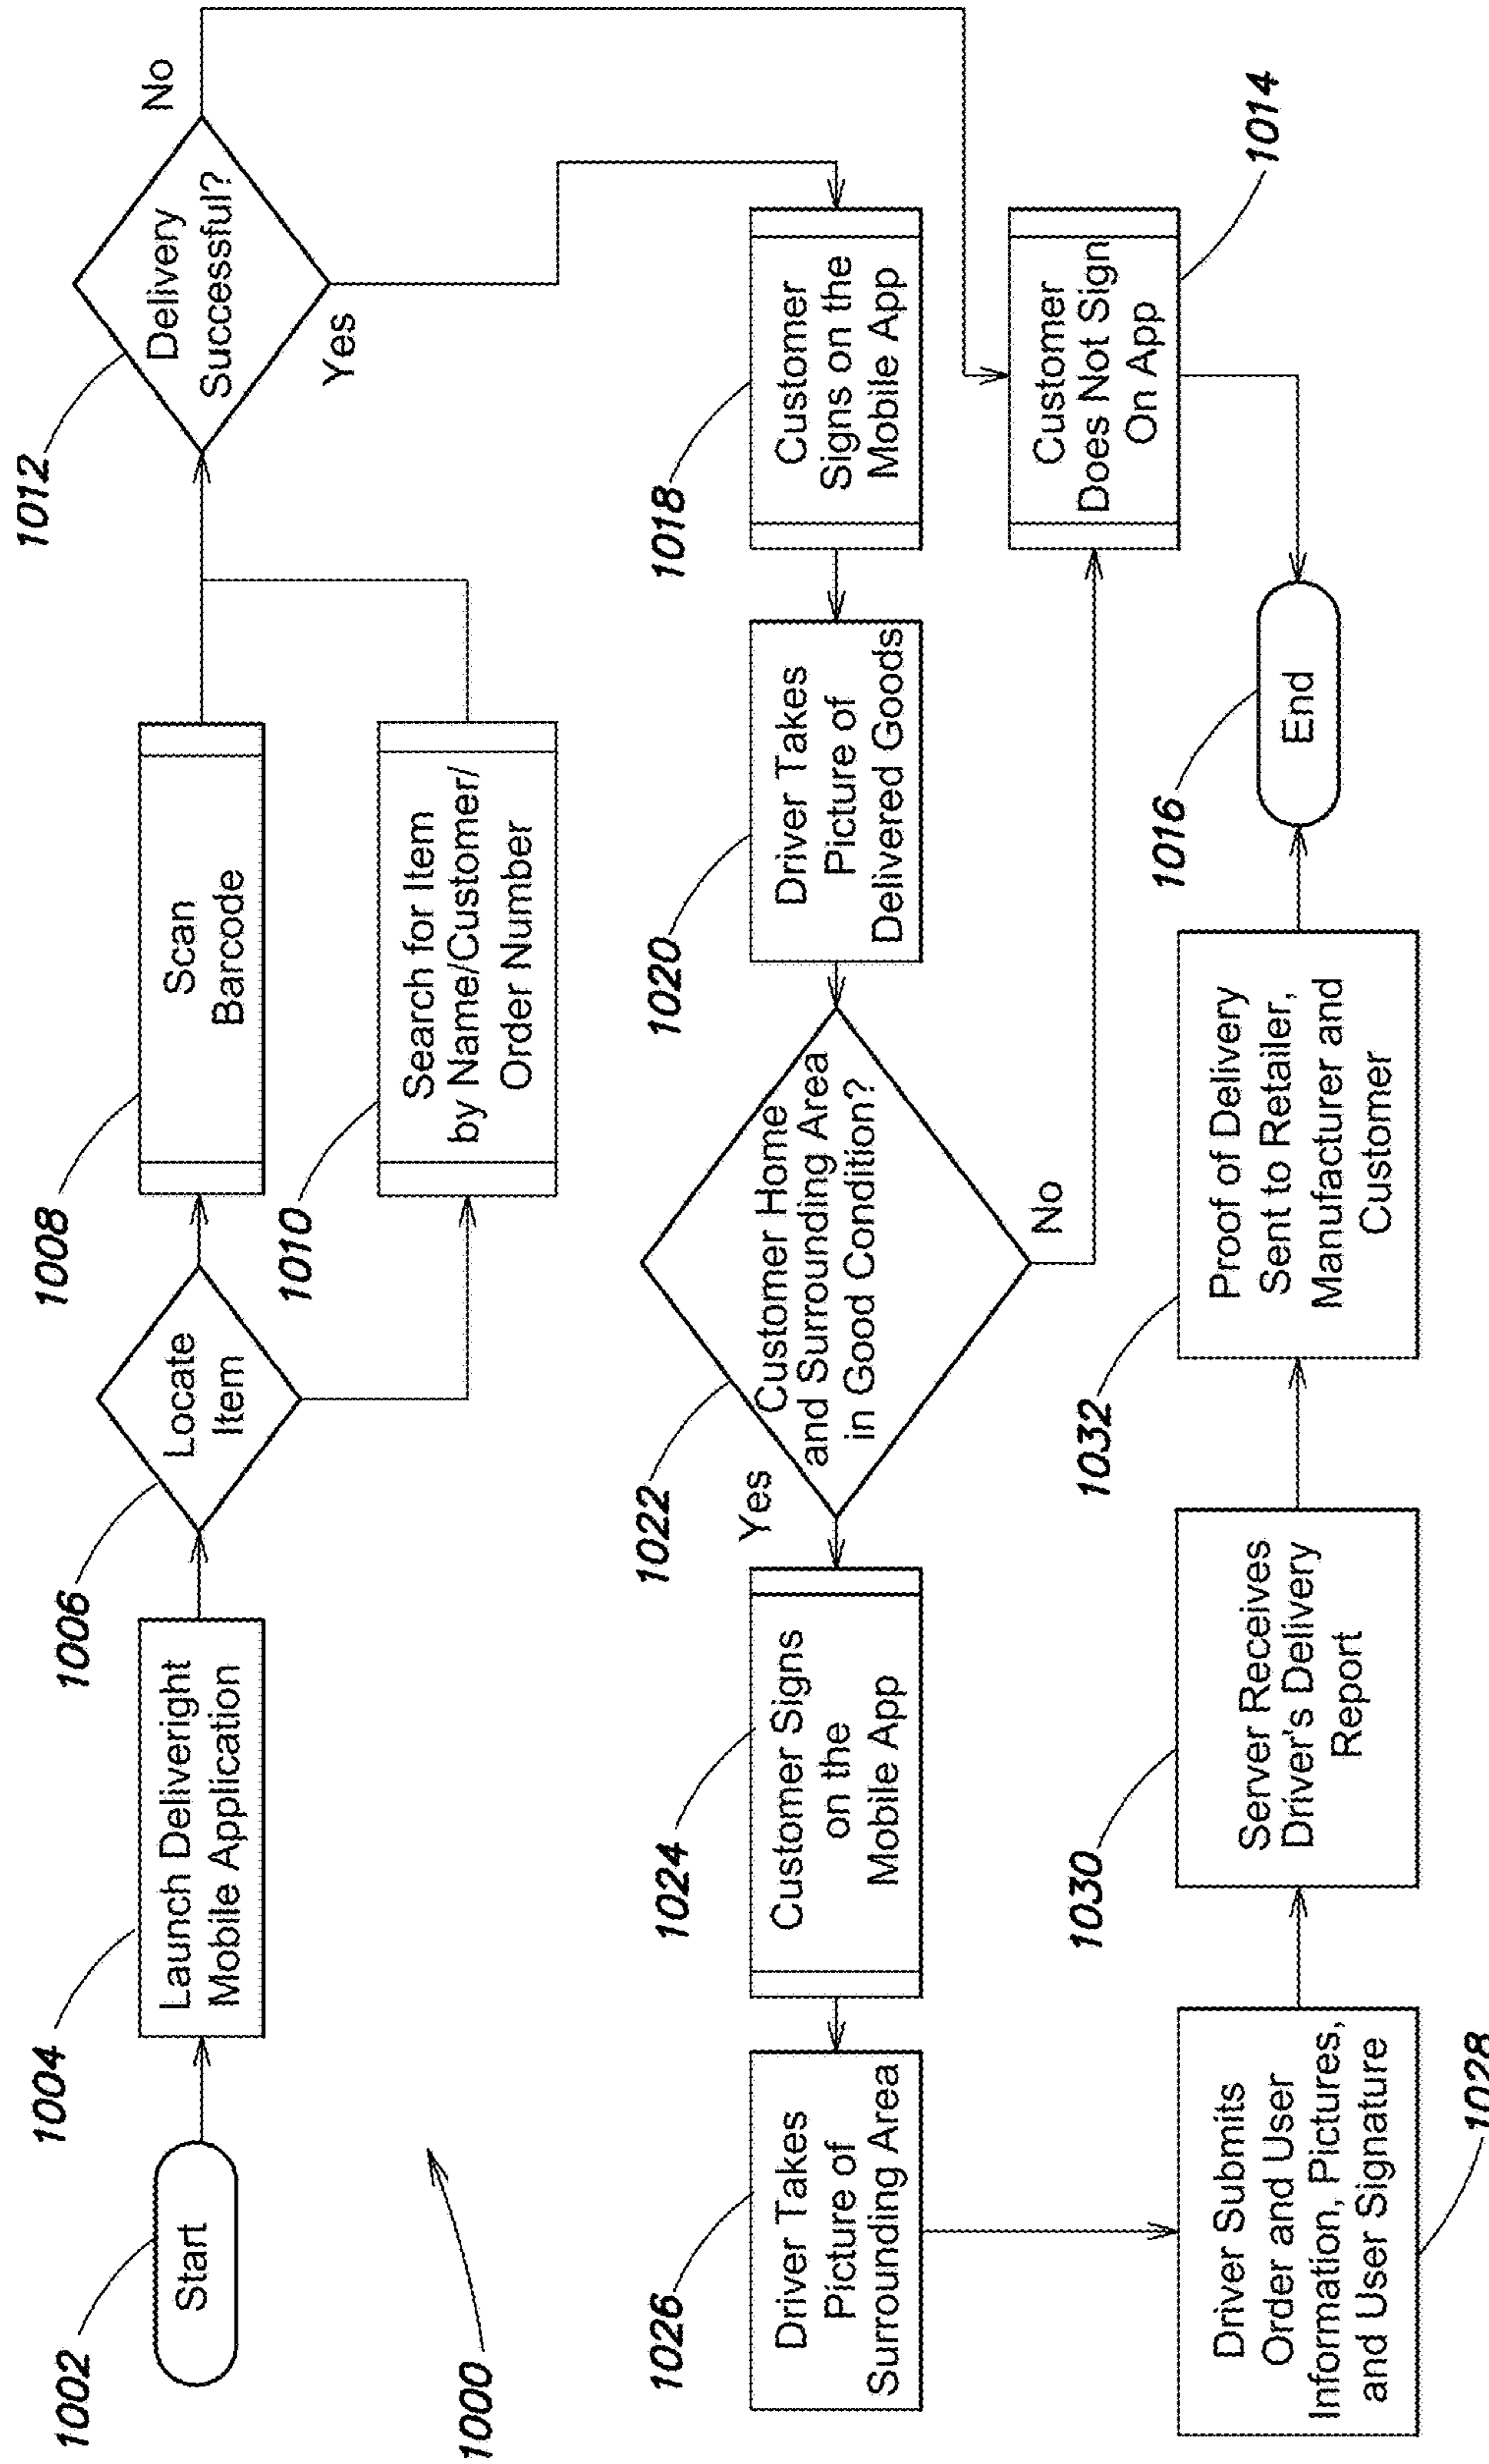 1002
Start
1004
Launch Deliveright
Mobile Application
1006
Locate
Item
1008
Scan
Barcode
1010
Search for Item
by Name/Customer/
Order Number
1012
Delivery
Successful?
No
Yes
1000
1018
Customer
Signs on the
Mobile App
1020
Driver Takes
Picture of
Delivered Goods
1022
Customer Home
and Surrounding Area
in Good Condition?
Yes
No
1024
Customer Signs
on the
Mobile App
1026
Driver Takes
Picture of
Surrounding Area
1014
Customer
Does Not Sign
On App
1028
Driver Submits
Order and User
Information, Pictures,
and User Signature
1030
Server Receives
Driver's Delivery
Report
1032
Proof of Delivery
Sent to Retailer,
Manufacturer and
Customer
1016
End